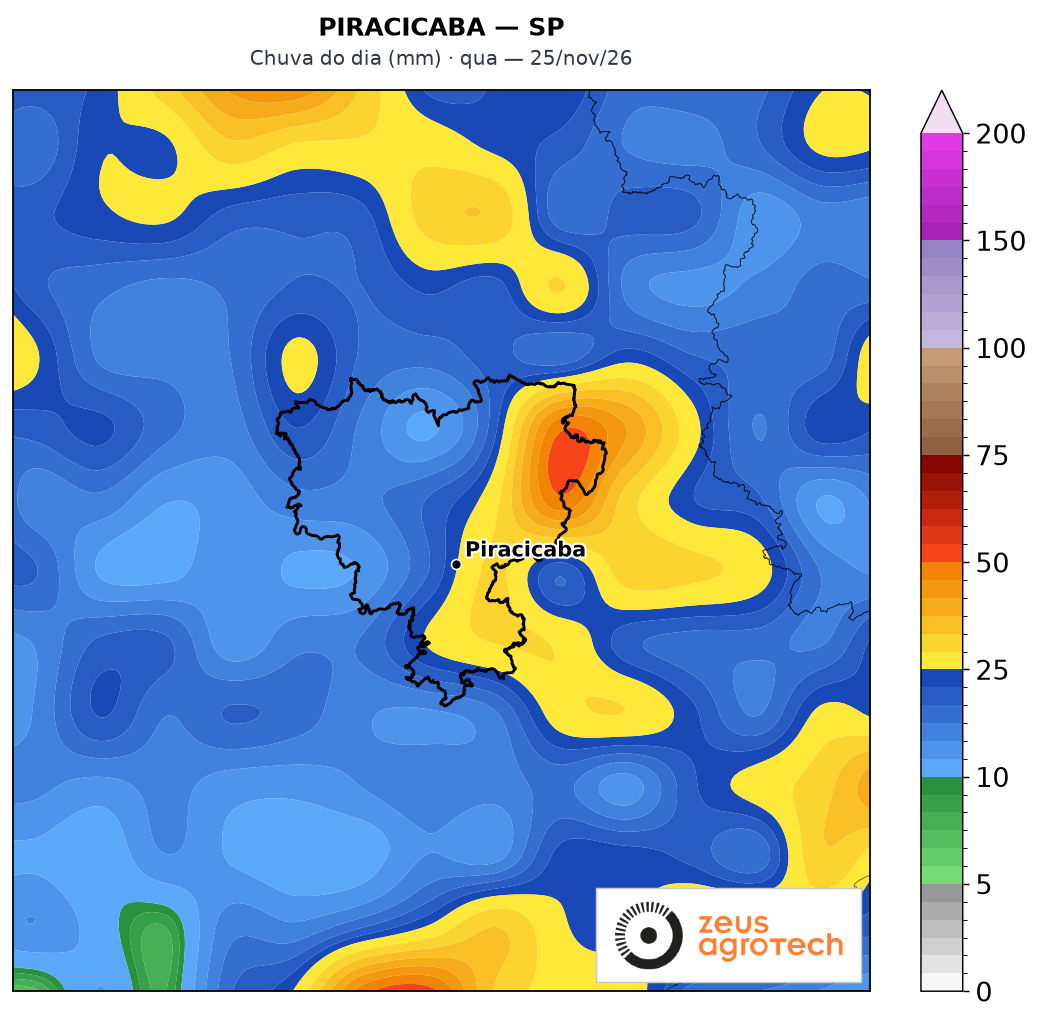 PIRACICABA — SP
Chuva do dia (mm) · qua — 25/nov/26
200
150
100
75
50
25
10
5
0
Piracicaba
zeus
agrotech